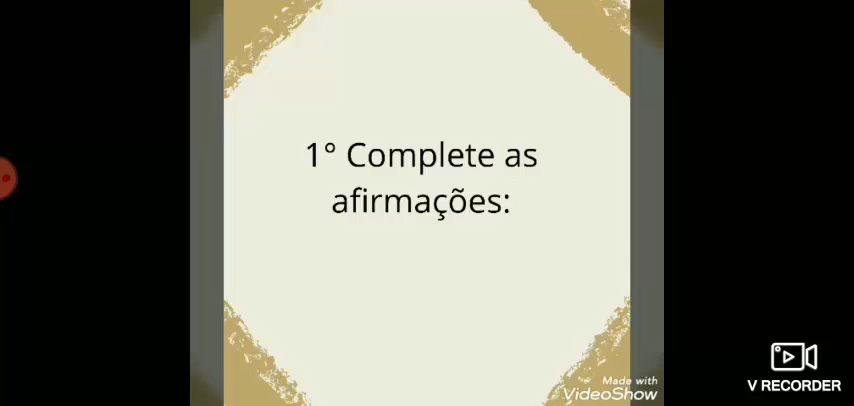 1° Complete as
afirmações:
Made with
VideoShow
V RECORDER